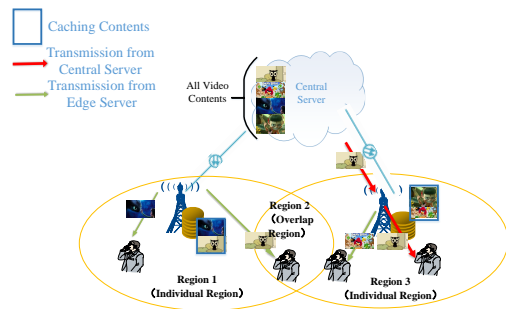 Caching Contents
Transmission from
Central Server
Transmission from
Edge Server
All Video
Contents
Central
Server
Region 2
(Overlap
Region)
Region 1
(Individual Region)
Region 3
(Individual Region)